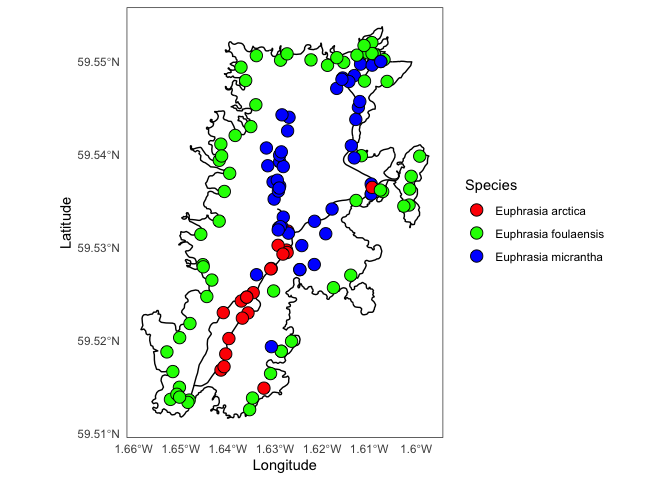 59.55°N
59.54°N
59.53°N
59.52°N
59.51°N
Latitude
1.66°W 1.65°W 1.64°W 1.63°W 1.62°W 1.61°W 1.6°W
Longitude
Species
Euphrasia arctica
Euphrasia foulaensis
Euphrasia micrantha